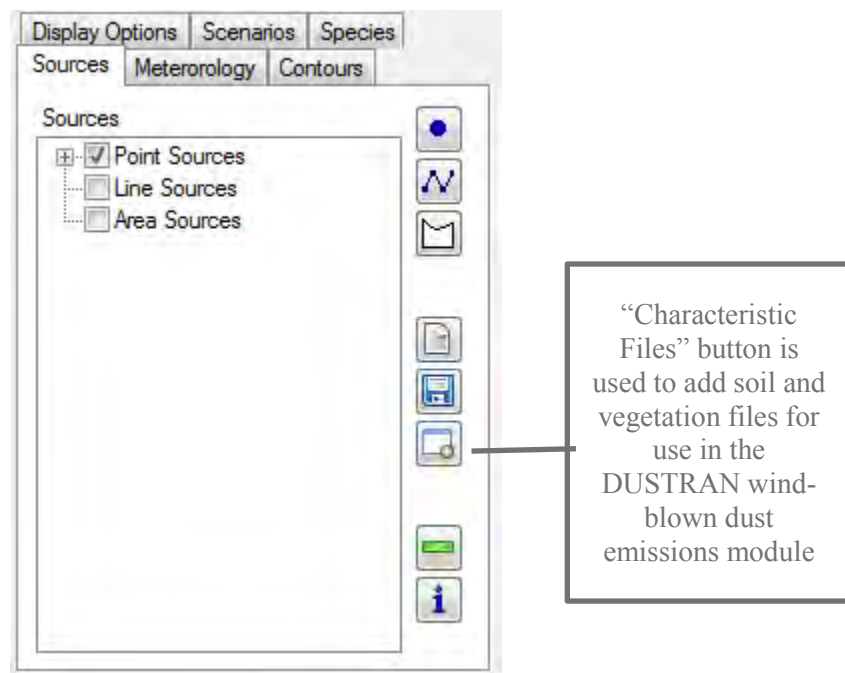 Display Options Scenarios Species
Sources Meterorology Contours
Sources
Point Sources
Line Sources
Area Sources
“Characteristic
Files” button is
used to add soil and
vegetation files for
use in the
DUSTRAN wind-
blown dust
emissions module